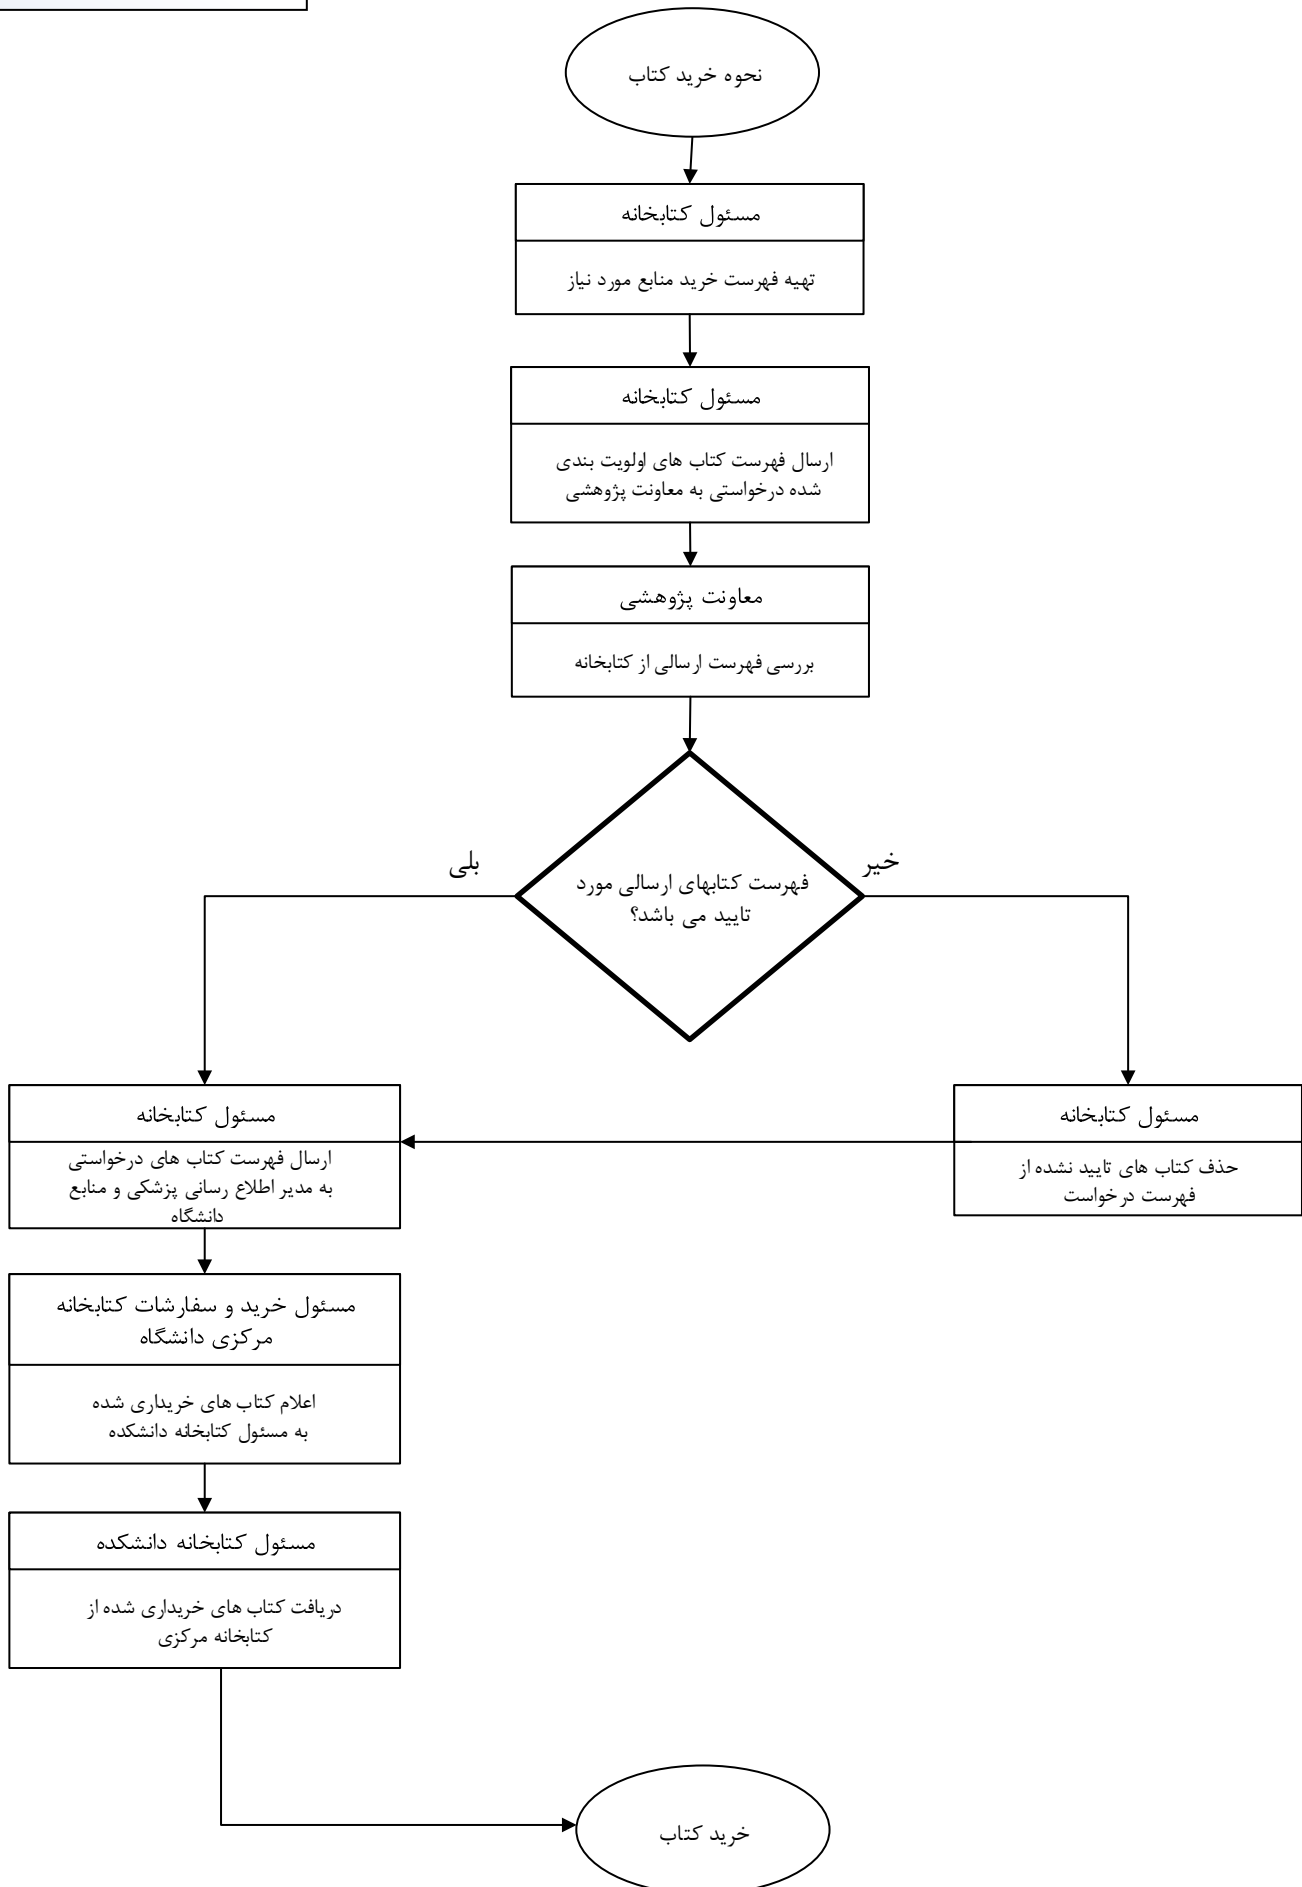 نحوه خرید کتاب
مسئول کتابخانه
تهیه فهرست خرید منابع مورد نیاز
مسئول کتابخانه
ارسال فهرست کتاب های اولویت بندی
شده درخواستی به معاونت پژوهشی
معاونت پژوهشی
بررسی فهرست ارسالی از کتابخانه
خیر
بلی
فهرست کتابهای ارسالی مورد
تایید می باشد؟
مسئول کتابخانه
حذف کتاب های تایید نشده از
فهرست درخواست
مسئول کتابخانه
ارسال فهرست کتاب های درخواستی
به مدیر اطلاع رسانی پزشکی و منابع
دانشگاه
مسئول خرید و سفارشات کتابخانه
مرکزی دانشگاه
اعلام کتاب های خریداری شده
به مسئول کتابخانه دانشکده
مسئول کتابخانه دانشکده
دریافت کتاب های خریداری شده از
کتابخانه مرکزی
خرید کتاب